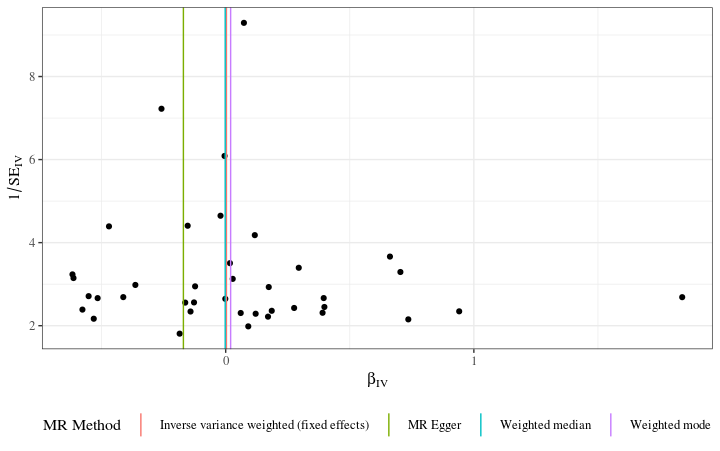 8
6
4
2
1/SE_IV
0 1
β_IV
MR Method Inverse variance weighted (fixed effects) MR Egger Weighted median Weighted mode